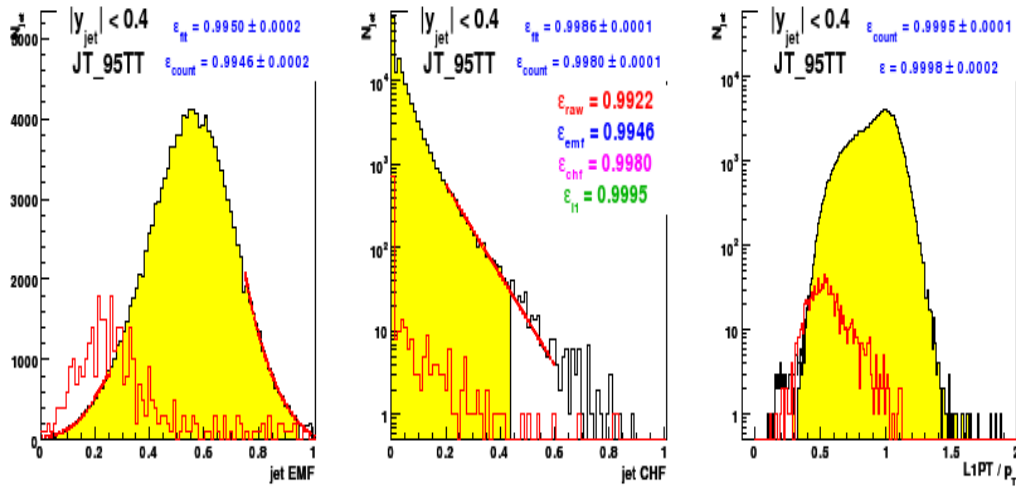 |y_jet| < 0.4
JT_95TT
ε_fit = 0.9950 ± 0.0002
ε_count = 0.9946 ± 0.0002
5000
4000
3000
2000
1000
0
0 0.2 0.4 0.6 0.8 1
jet EMF
|y_jet| < 0.4
JT_95TT
ε_fit = 0.9986 ± 0.0001
ε_count = 0.9980 ± 0.0001
ε_raw = 0.9922
ε_emf = 0.9946
ε_chf = 0.9980
ε_l1 = 0.9995
10^4
10^3
10^2
10
1
0 0.2 0.4 0.6 0.8 1
jet CHF
|y_jet| < 0.4
JT_95TT
ε_count = 0.9995 ± 0.0001
ε = 0.9998 ± 0.0002
10^4
10^3
10^2
10
1
0 0.5 1 1.5 2
L1PT / p_T